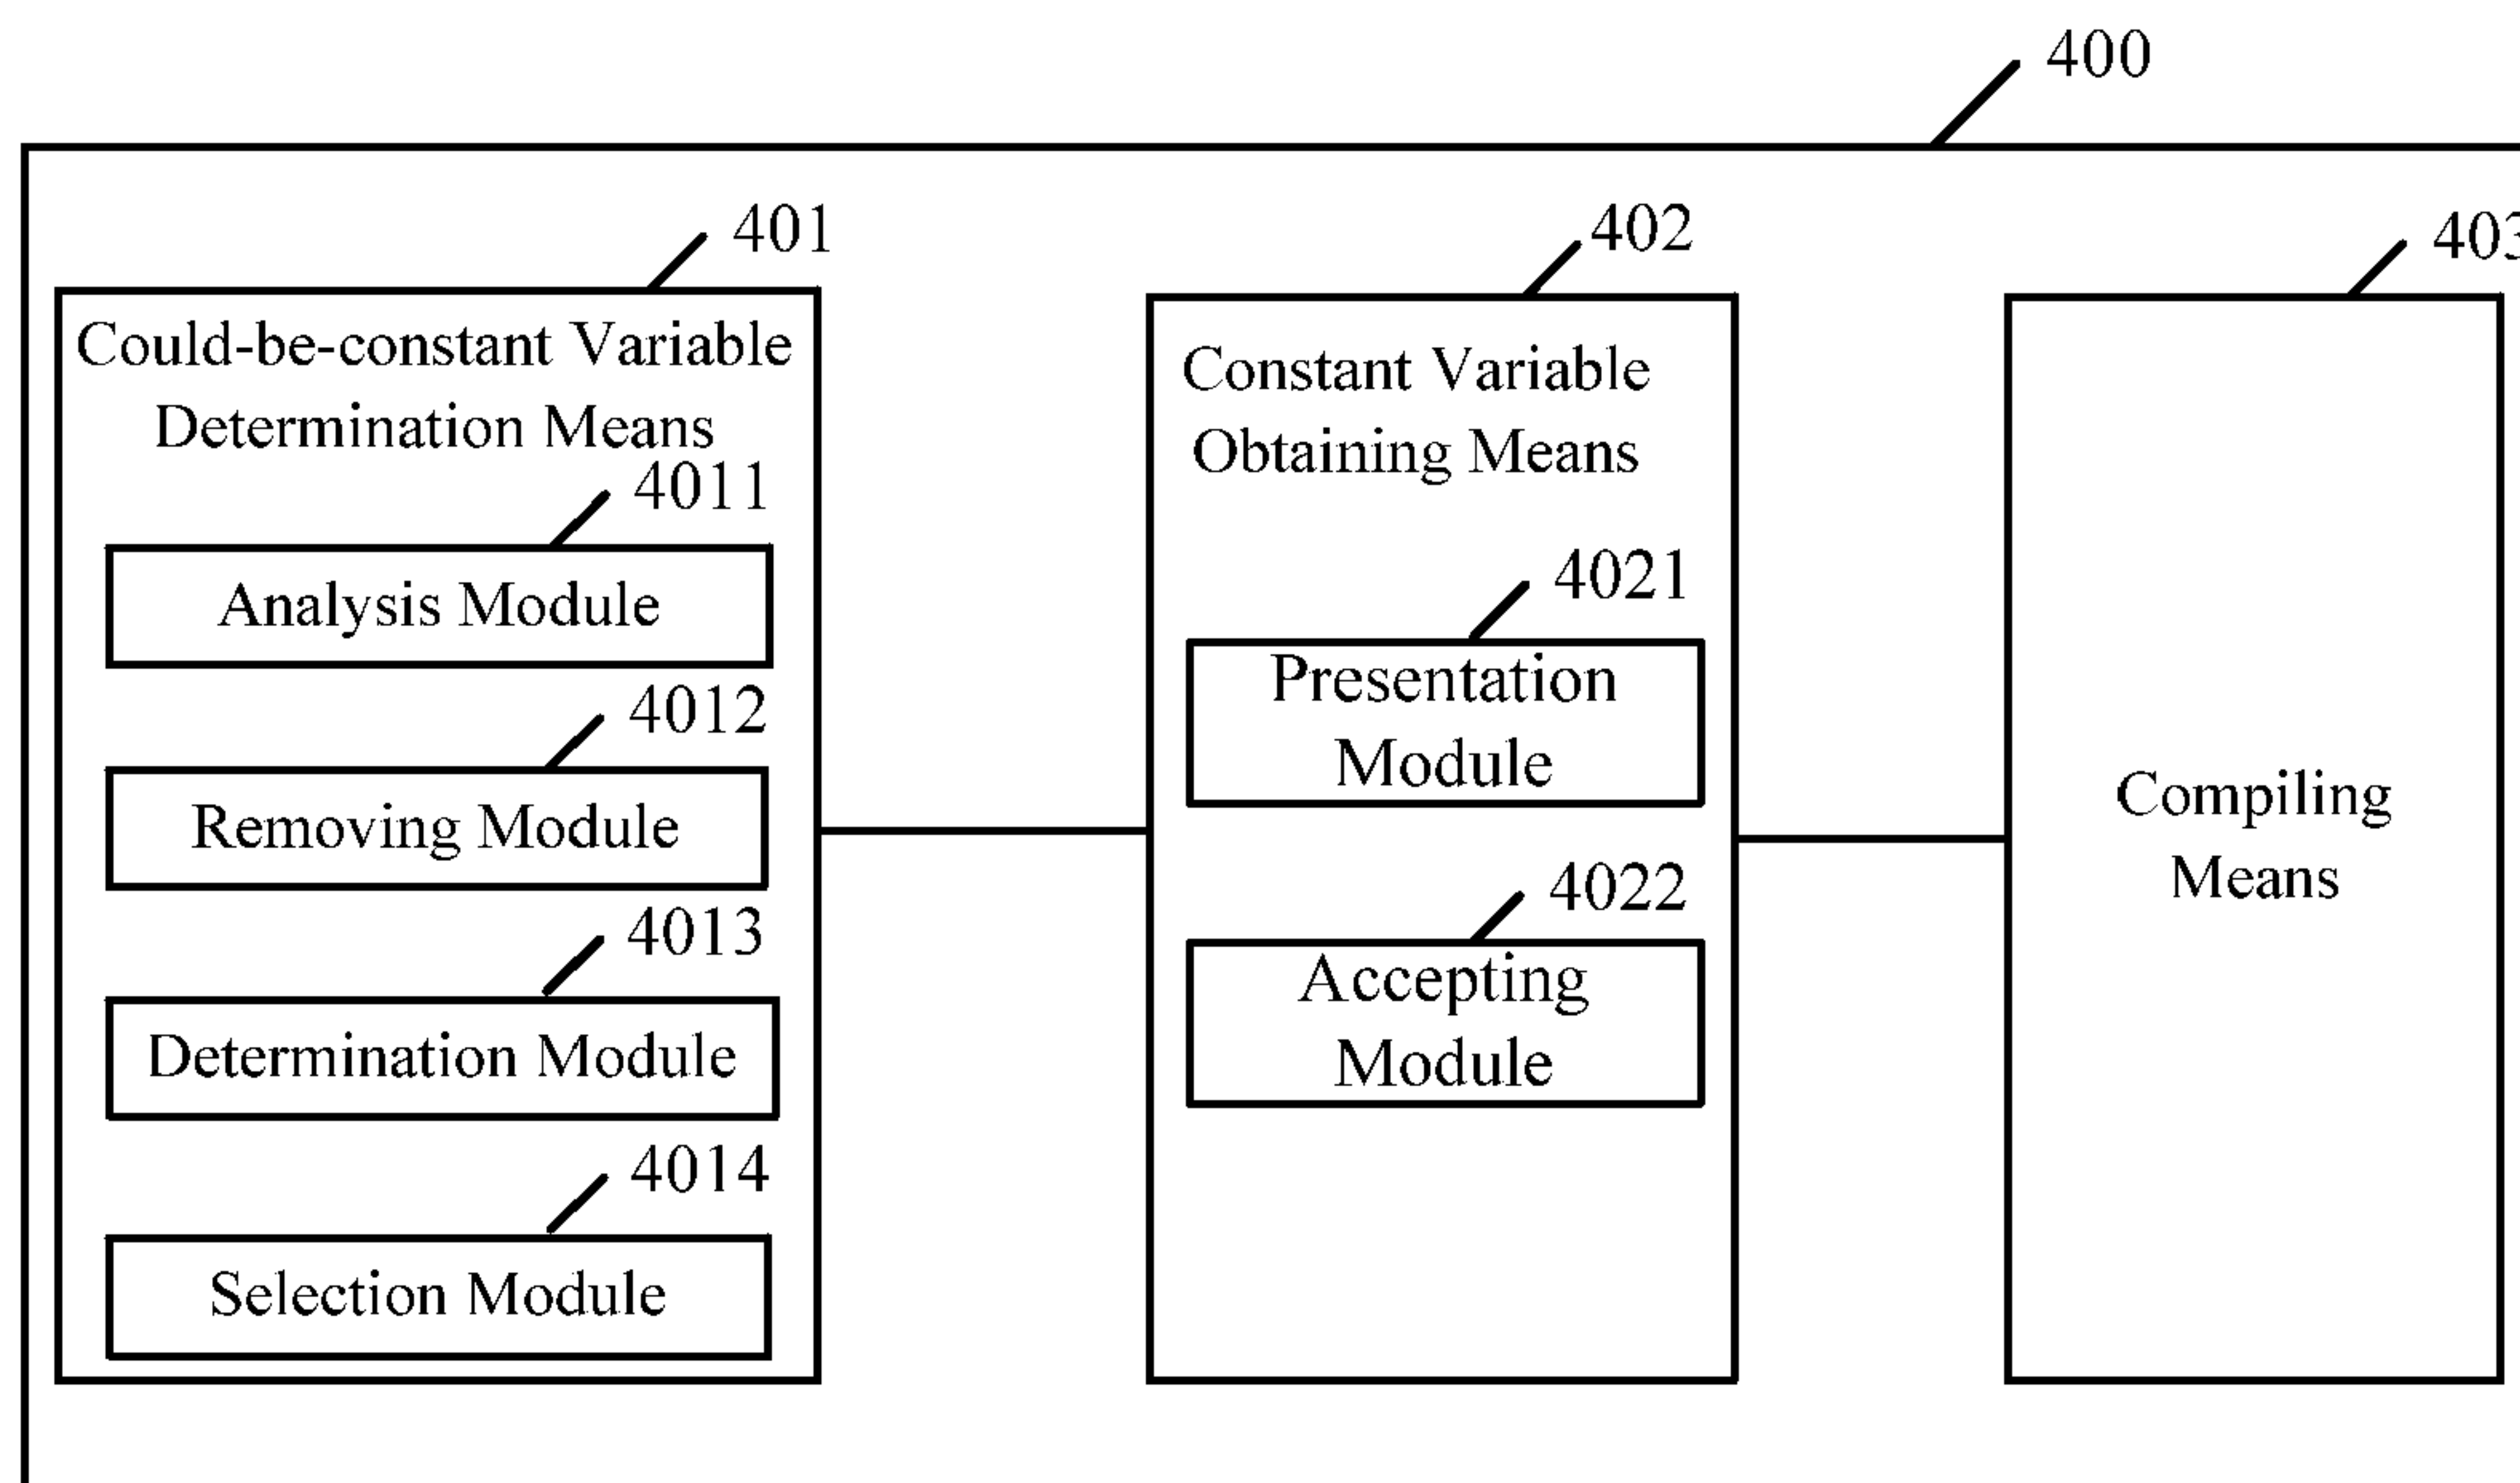 400
401
Could-be-constant Variable
Determination Means
4011
Analysis Module
4012
Removing Module
4013
Determination Module
4014
Selection Module
402
Constant Variable
Obtaining Means
4021
Presentation
Module
4022
Accepting
Module
403
Compiling
Means